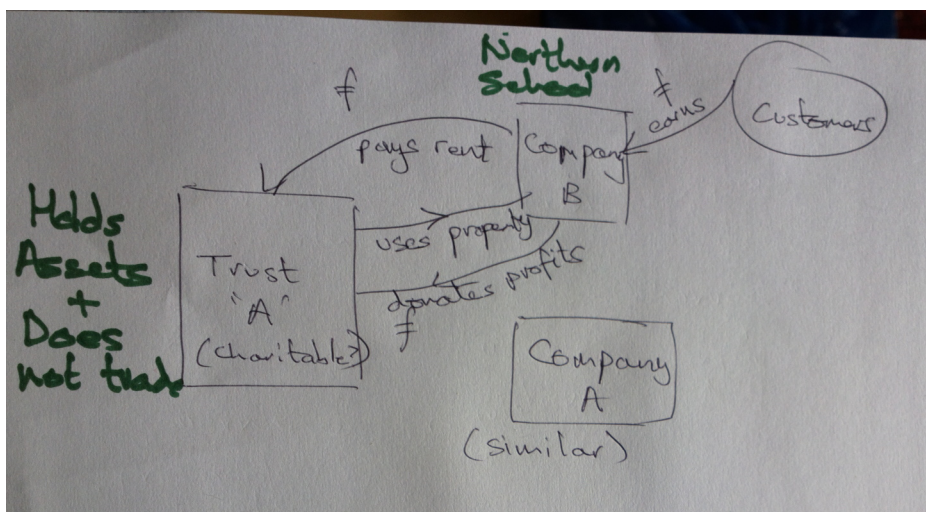 Northern
School
£
£
earns
Customers
pays rent
Company
B
Holds
Assets
+
Does
not trade
Trust
"A"
(charitable?)
uses property
donates profits
£
Company
A
(similar)